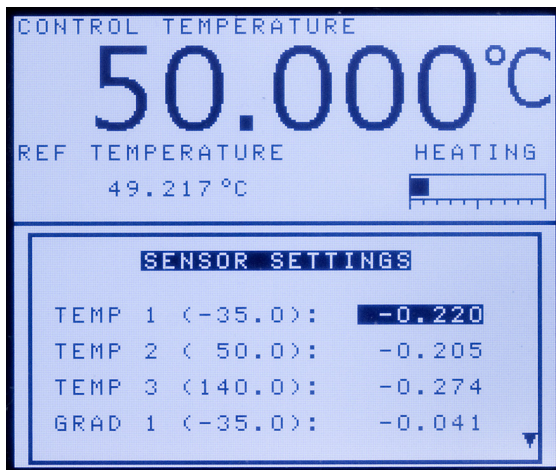 CONTROL TEMPERATURE
50.000°C
REF TEMPERATURE HEATING
49.217°C
SENSOR SETTINGS
TEMP 1 (-35.0): -0.220
TEMP 2 ( 50.0): -0.205
TEMP 3 (140.0): -0.274
GRAD 1 (-35.0): -0.041